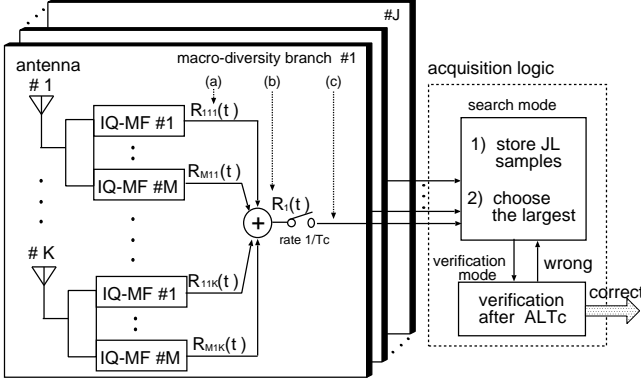 #J
macro-diversity branch #1
antenna
# 1
(a)
(b)
(c)
IQ-MF #1
R111(t)
IQ-MF #M
RM11(t)
+
R1(t)
rate 1/Tc
# K
IQ-MF #1
R11K(t)
IQ-MF #M
RM1K(t)
acquisition logic
search mode
1) store JL
samples
2) choose
the largest
verification
mode
wrong
correct
verification
after ALTc